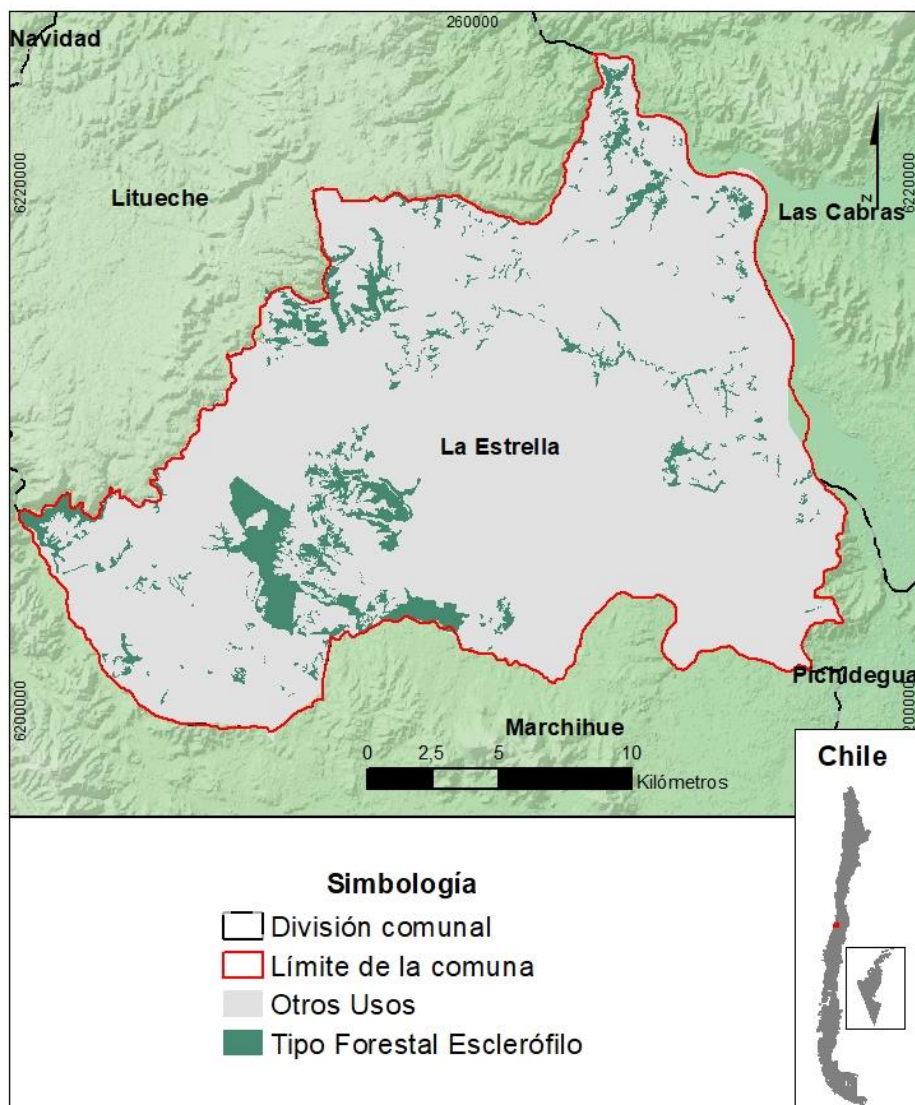 260000
Navidad
6220000
Litueche
N
6220000
Las Cabras
La Estrella
6200000
Pichidegua
Marchihue
0 2,5 5 10
Kilómetros
Chile
Simbología
División comunal
Límite de la comuna
Otros Usos
Tipo Forestal Esclerófilo